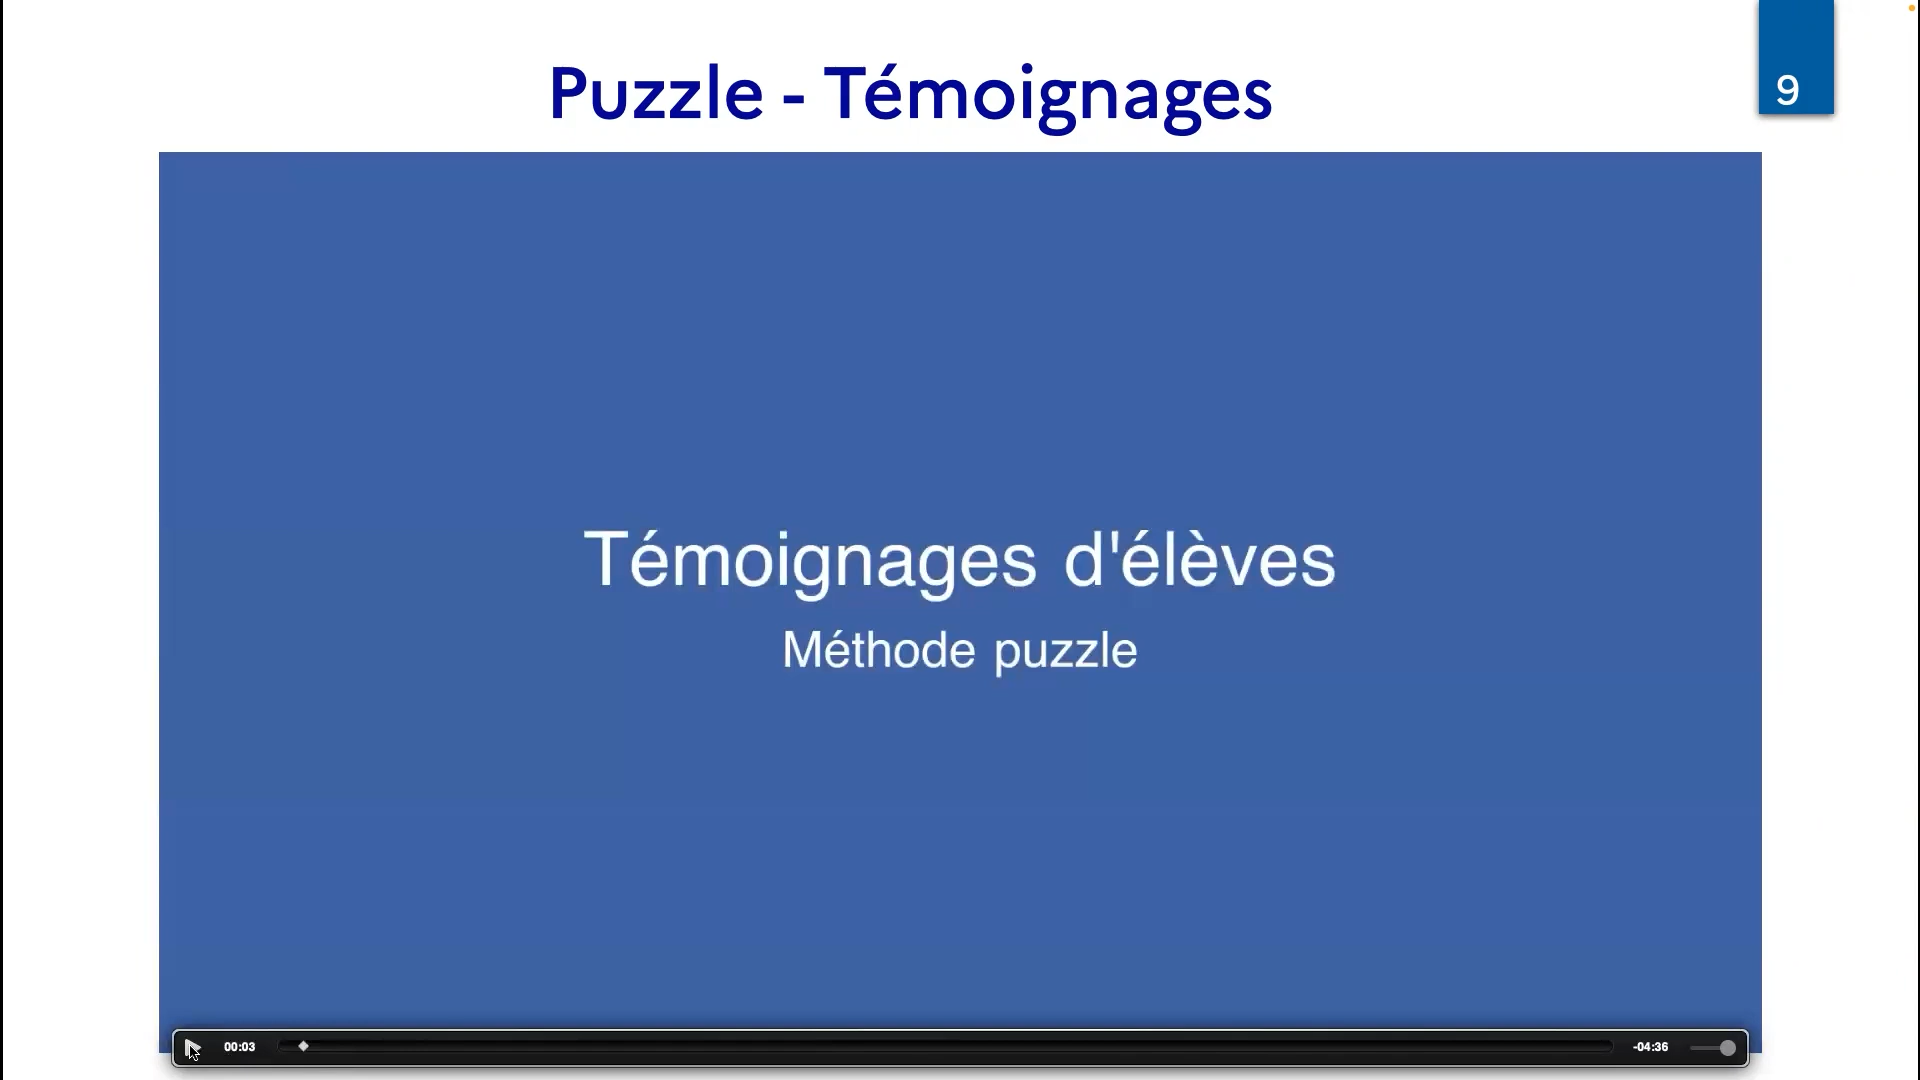 Puzzle - Témoignages
9
Témoignages d'élèves
Méthode puzzle
00:03
-04:36